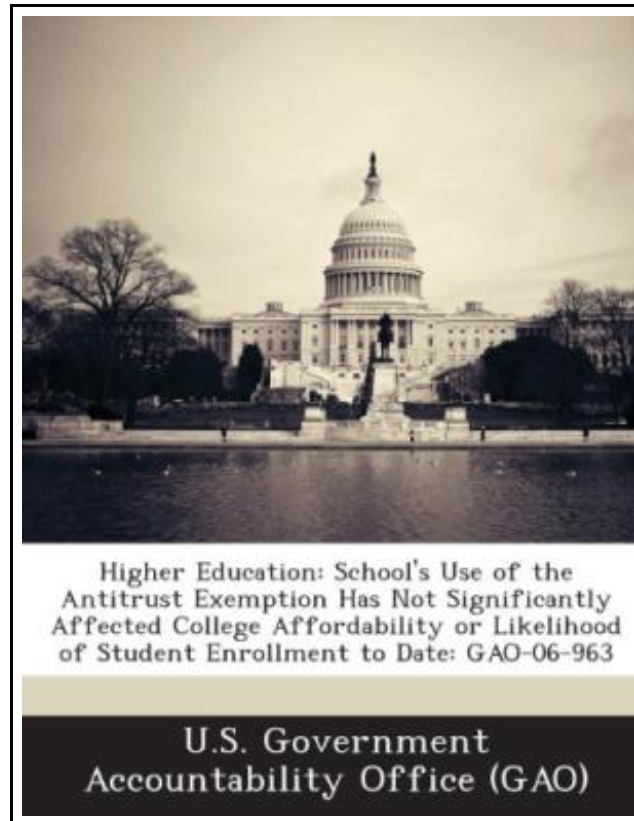 Higher Education: School's Use of the
Antitrust Exemption Has Not Significantly
Affected College Affordability or Likelihood
of Student Enrollment to Date: GAO-06-963
U.S. Government
Accountability Office (GAO)